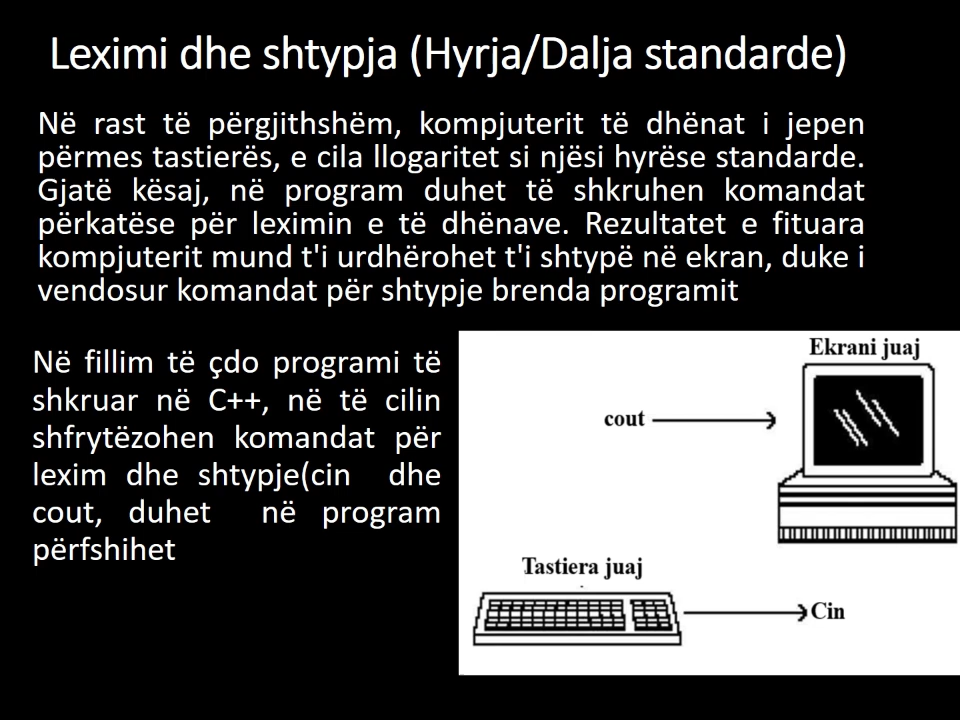 Leximi dhe shtypja (Hyrja/Dalja standarde)
Në rast të përgjithshëm, kompjuterit të dhënat i jepen
përmes tastierës, e cila llogaritet si njësi hyrëse standarde.
Gjatë kësaj, në program duhet të shkruhen komandat
përkatëse për leximin e të dhënave. Rezultatet e fituara
kompjuterit mund t'i urdhërohet t'i shtypë në ekran, duke i
vendosur komandat për shtypje brenda programit
Në fillim të çdo programi të
shkruar në C++, në të cilin
shfrytëzohen komandat për
lexim dhe shtypje(cin dhe
cout, duhet në program
përfshihet
Ekrani juaj
cout
Tastiera juaj
Cin